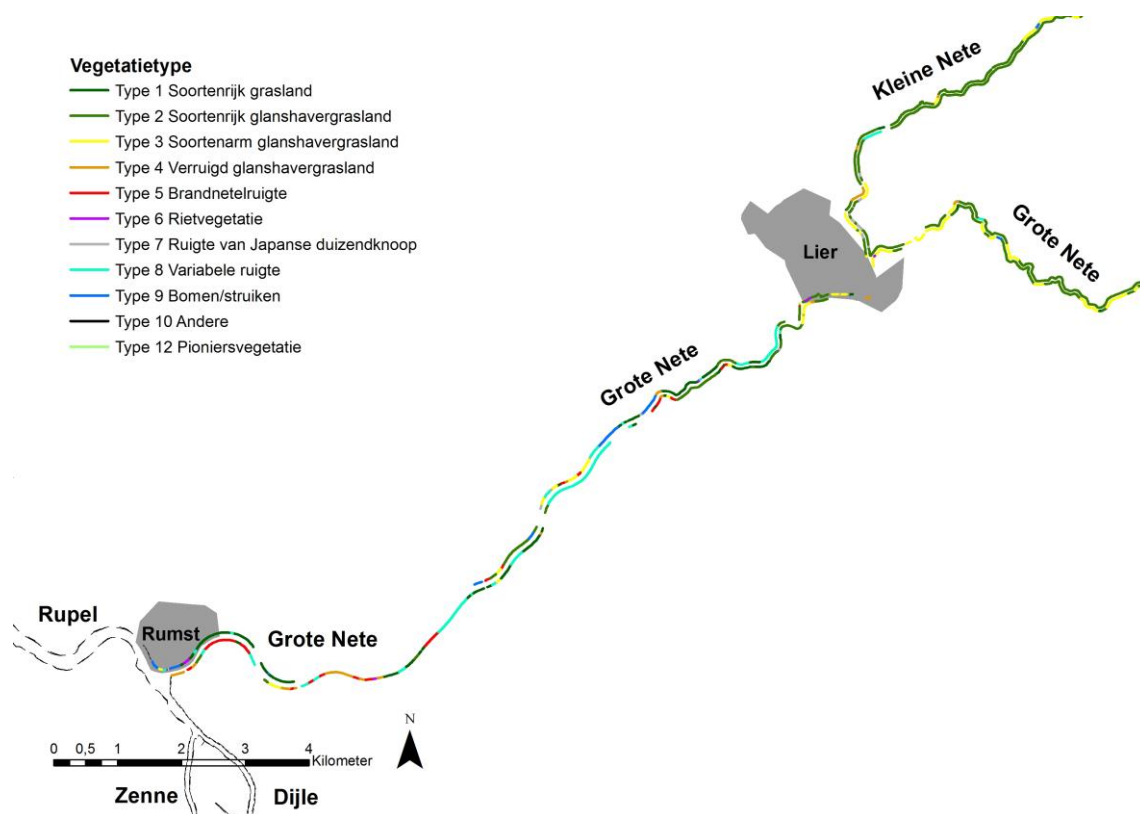 Vegetatietype
Type 1 Soortenrijk grasland
Type 2 Soortenrijk glanshavergrasland
Type 3 Soortenarm glanshavergrasland
Type 4 Verruigd glanshavergrasland
Type 5 Brandnetelruigte
Type 6 Rietvegetatie
Type 7 Ruigte van Japanse duizendknoop
Type 8 Variabele ruigte
Type 9 Bomen/struiken
Type 10 Andere
Type 12 Pioniersvegetatie
Kleine Nete
Grote Nete
Lier
Grote Nete
Rupel
Rumst
Grote Nete
N
0 0,5 1 2 3 4
Kilometer
Zenne
Dijle